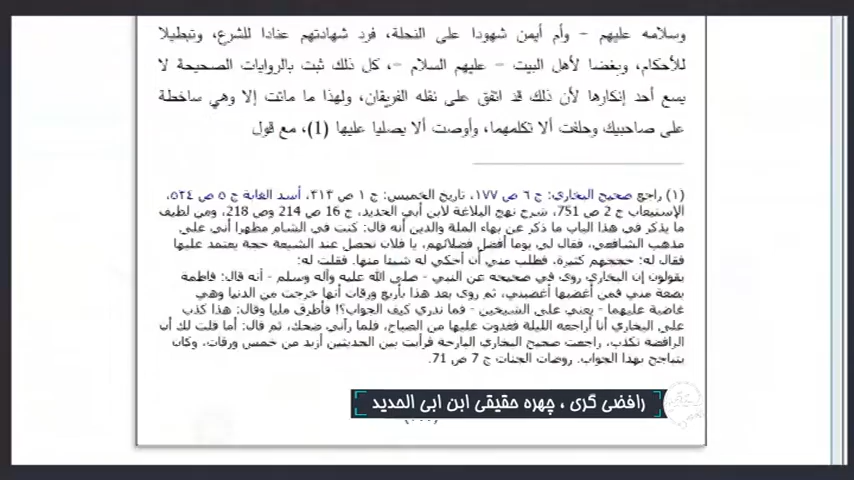 وسلامه عليهم – وأم أيمن شهودا على النحلة، فرد شهادتهم عنادا للشرع، وتبطيلا
للأحكام، وبغضا لأهل البيت – عليهم السلام –، كل ذلك ثبت بالروايات الصحيحة لا
يسع أحد إنكارها لأن ذلك قد اتفق على نقله الفريقان، ولهذا ما ماتت إلا وهي ساخطة
على صاحبيك وحلفت ألا تكلمهما، وأوصت ألا يصليا عليها (١)، مع قول
(١) راجع صحيح البخاري: ج ٦ ص ١٧٧، تاريخ الخميس: ج ١ ص ٣١٣، أسد الغابة ج ٥ ص ٥٢٤،
الإستيعاب ج 2 ص 751، شرح نهج البلاغة لابن أبي الحديد، ج 16 ص 214 وص 218، ومن لطيف
ما يذكر في هذا الباب ما ذكر عن بهاء الملة والدين أنه قال: كنت في الشام مظهرا أني على
مذهب الشافعي، فقال لي يوما أفضل فضلائهم، يا فلان تحصل عند الشيعة حجة يعتمد عليها
فقال له: حججهم كثيرة، فطلب مني أن أحكي له شيئا منها. فقلت له:
يقولون إن البخاري روى في صحيحه عن النبي - صلى الله عليه وآله وسلم - أنه قال: فاطمة
بضعة مني فمن أغضبها أغضبني، ثم روى بعد هذا بأربع ورقات أنها خرجت من الدنيا وهي
غاضبة عليهما - يعني على الشيخين - فما ندري كيف الجواب؟! فأطرق مليا وقال: هذا كذب
على البخاري أنا أراجعه الليلة فغدوت عليها من الصباح، فلما رآني ضحك، ثم قال: أما قلت لك أن
الرافضة تكذب، راجعت صحيح البخاري البارحة فرأيت بين الحديثين أزيد من خمس ورقات، وكان
يتباجح بهذا الجواب. روضات الجنات ج 7 ص 71.
رافضی گری ، چهره حقیقی ابن ابی الحدید